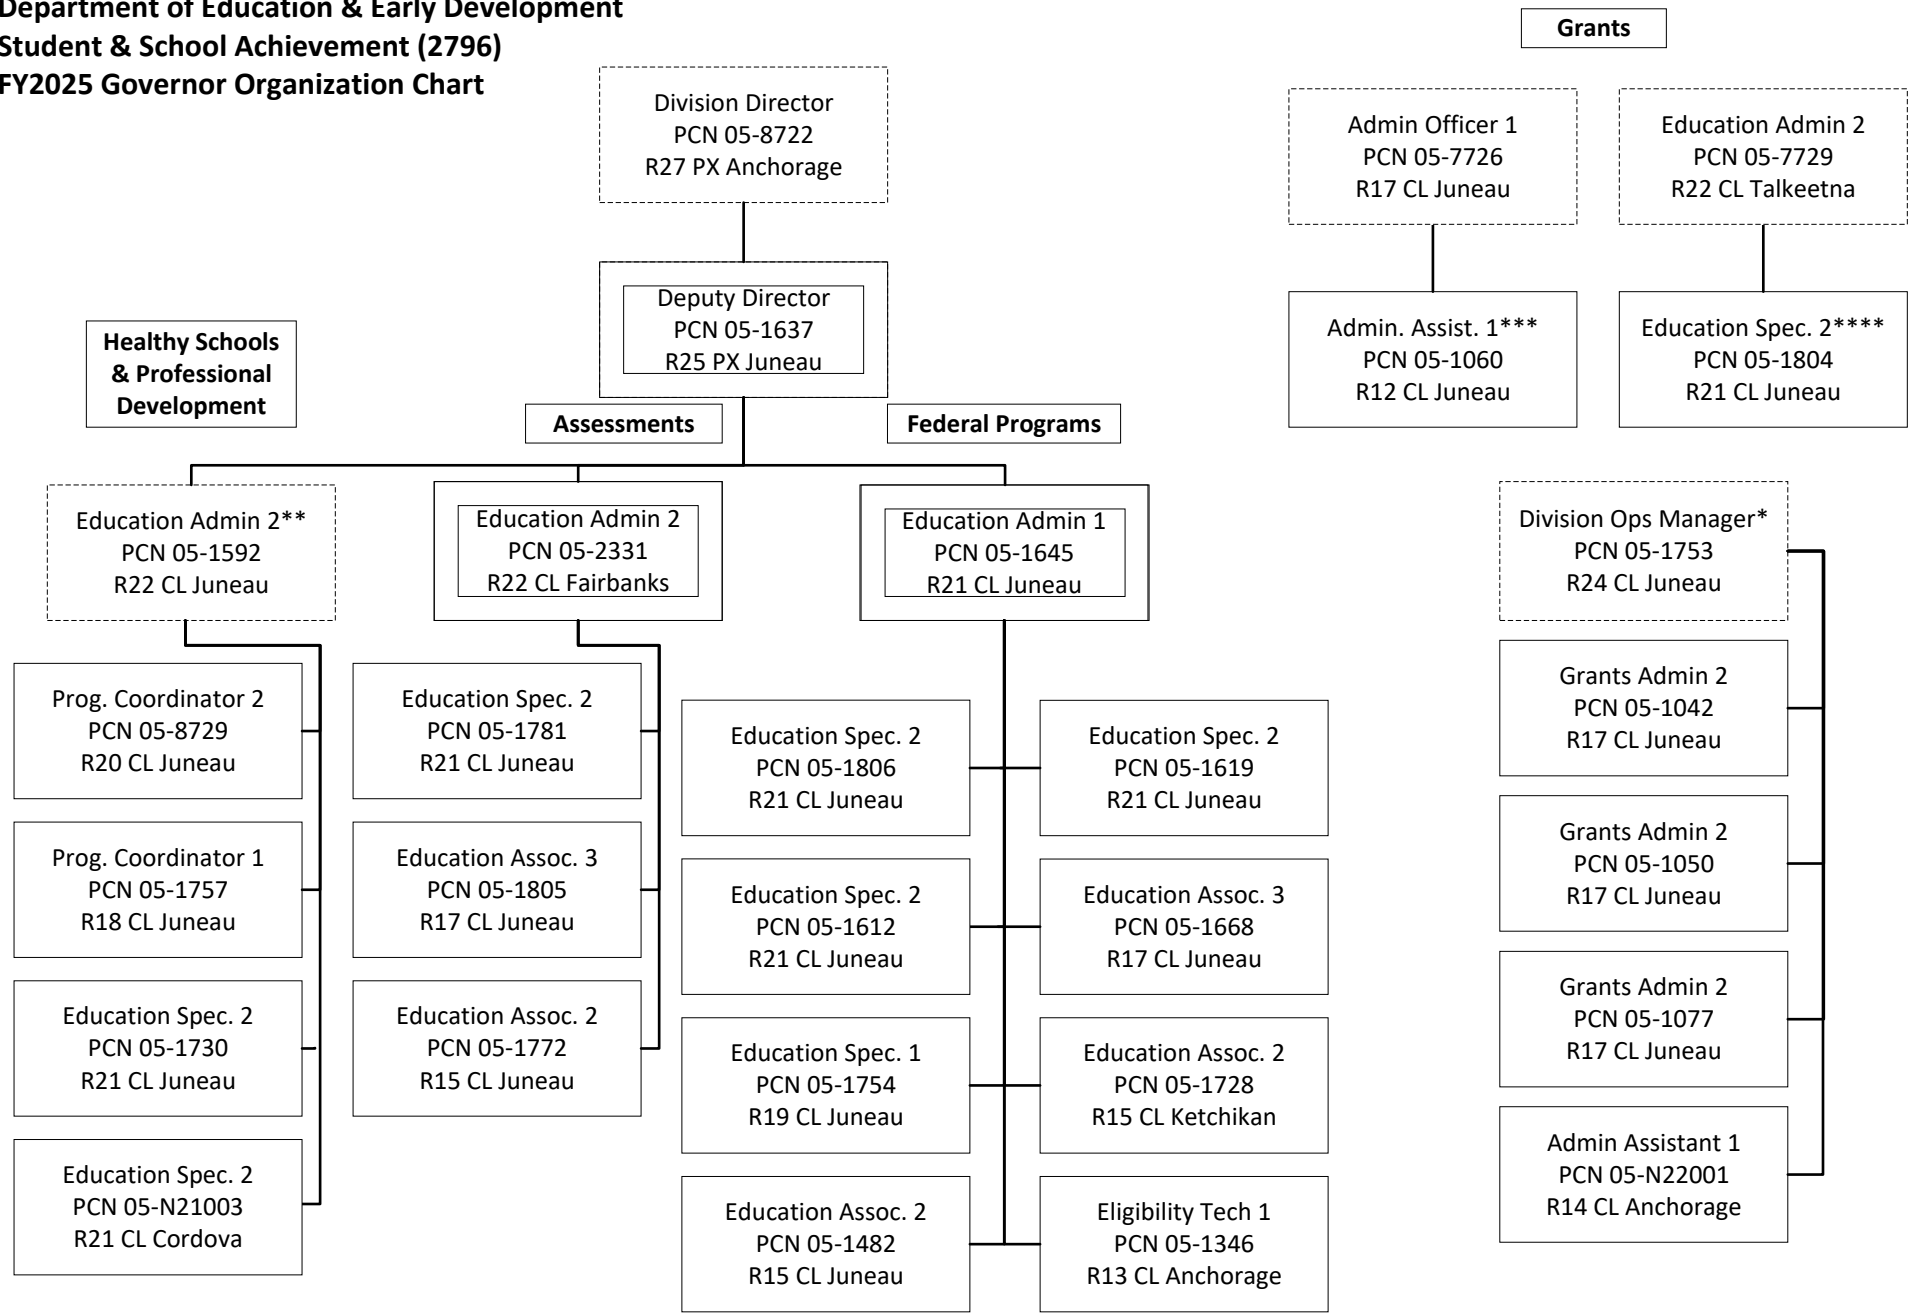 Department of Education & Early Development
Student & School Achievement (2796)
FY2025 Governor Organization Chart
Grants
Division Director
PCN 05-8722
R27 PX Anchorage
Admin Officer 1
PCN 05-7726
R17 CL Juneau
Education Admin 2
PCN 05-7729
R22 CL Talkeetna
Deputy Director
PCN 05-1637
R25 PX Juneau
Admin. Assist. 1***
PCN 05-1060
R12 CL Juneau
Education Spec. 2****
PCN 05-1804
R21 CL Juneau
Healthy Schools
& Professional
Development
Assessments
Federal Programs
Education Admin 2**
PCN 05-1592
R22 CL Juneau
Education Admin 2
PCN 05-2331
R22 CL Fairbanks
Education Admin 1
PCN 05-1645
R21 CL Juneau
Division Ops Manager*
PCN 05-1753
R24 CL Juneau
Prog. Coordinator 2
PCN 05-8729
R20 CL Juneau
Prog. Coordinator 1
PCN 05-1757
R18 CL Juneau
Education Spec. 2
PCN 05-1730
R21 CL Juneau
Education Spec. 2
PCN 05-N21003
R21 CL Cordova
Education Spec. 2
PCN 05-1781
R21 CL Juneau
Education Assoc. 3
PCN 05-1805
R17 CL Juneau
Education Assoc. 2
PCN 05-1772
R15 CL Juneau
Education Spec. 2
PCN 05-1806
R21 CL Juneau
Education Spec. 2
PCN 05-1619
R21 CL Juneau
Education Spec. 2
PCN 05-1612
R21 CL Juneau
Education Assoc. 3
PCN 05-1668
R17 CL Juneau
Education Spec. 1
PCN 05-1754
R19 CL Juneau
Education Assoc. 2
PCN 05-1728
R15 CL Ketchikan
Education Assoc. 2
PCN 05-1482
R15 CL Juneau
Eligibility Tech 1
PCN 05-1346
R13 CL Anchorage
Grants Admin 2
PCN 05-1042
R17 CL Juneau
Grants Admin 2
PCN 05-1050
R17 CL Juneau
Grants Admin 2
PCN 05-1077
R17 CL Juneau
Admin Assistant 1
PCN 05-N22001
R14 CL Anchorage